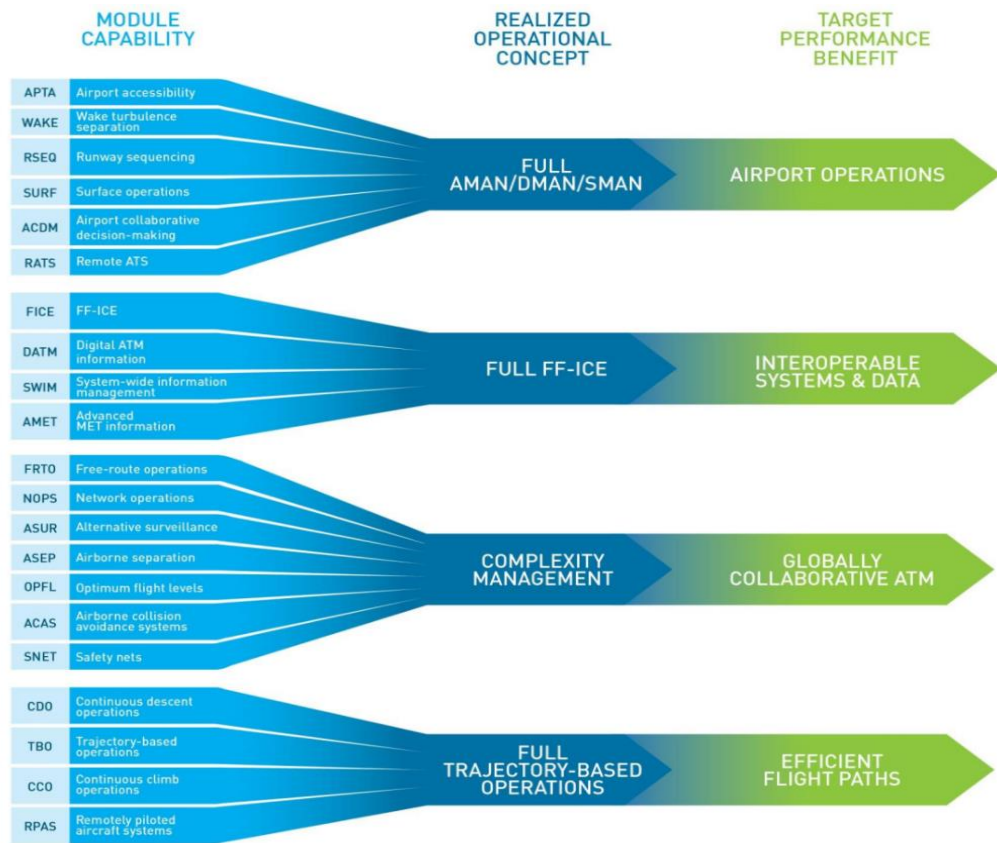 MODULE
CAPABILITY
REALIZED
OPERATIONAL
CONCEPT
TARGET
PERFORMANCE
BENEFIT
APTA Airport accessibility
WAKE Wake turbulence
separation
RSEQ Runway sequencing
SURF Surface operations
ACDM Airport collaborative
decision-making
RATS Remote ATS
FULL
AMAN/DMAN/SMAN
AIRPORT OPERATIONS
FICE FF-ICE
DATM Digital ATM
information
SWIM System-wide information
management
AMET Advanced
MET information
FULL FF-ICE
INTEROPERABLE
SYSTEMS & DATA
FRTO Free-route operations
NOPS Network operations
ASUR Alternative surveillance
ASEP Airborne separation
OPFL Optimum flight levels
ACAS Airborne collision
avoidance systems
SNET Safety nets
COMPLEXITY
MANAGEMENT
GLOBALLY
COLLABORATIVE ATM
CDO Continuous descent
operations
TBO Trajectory-based
operations
CCO Continuous climb
operations
RPAS Remotely piloted
aircraft systems
FULL
TRAJECTORY-BASED
OPERATIONS
EFFICIENT
FLIGHT PATHS